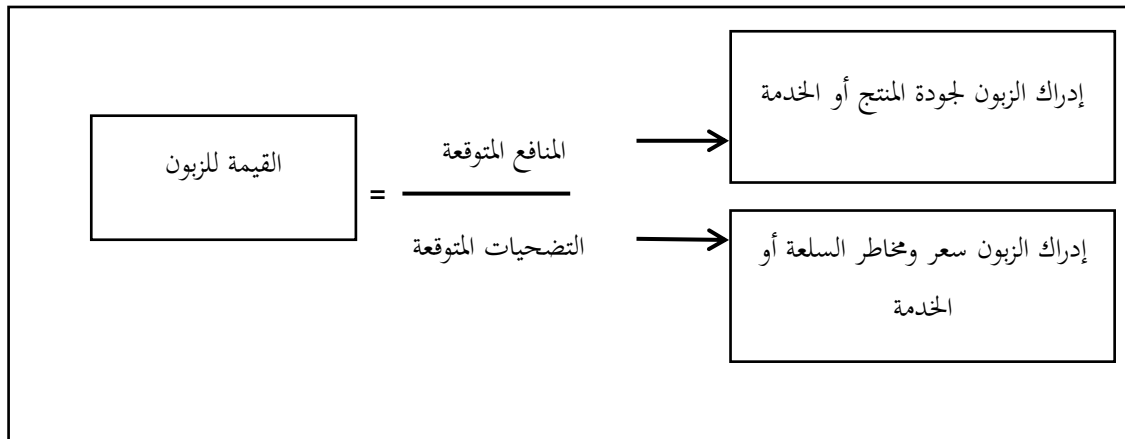 إدراك الزبون لجودة المنتج أو الخدمة
المنافع المتوقعة
القيمة للزبون
=
التضحيات المتوقعة
إدراك الزبون سعر ومخاطر السلعة أو
الخدمة